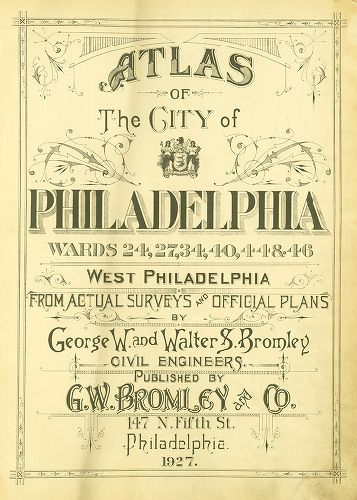 ATLAS
OF
The CITY of
PHILADELPHIA
WARDS 24, 27, 34, 40, 44 & 46
WEST PHILADELPHIA
FROM ACTUAL SURVEYS AND OFFICIAL PLANS
BY
George W. and Walter S. Bromley
CIVIL ENGINEERS.
PUBLISHED BY
G.W. BROMLEY and CO.
147 N. Fifth St.
Philadelphia.
1927.